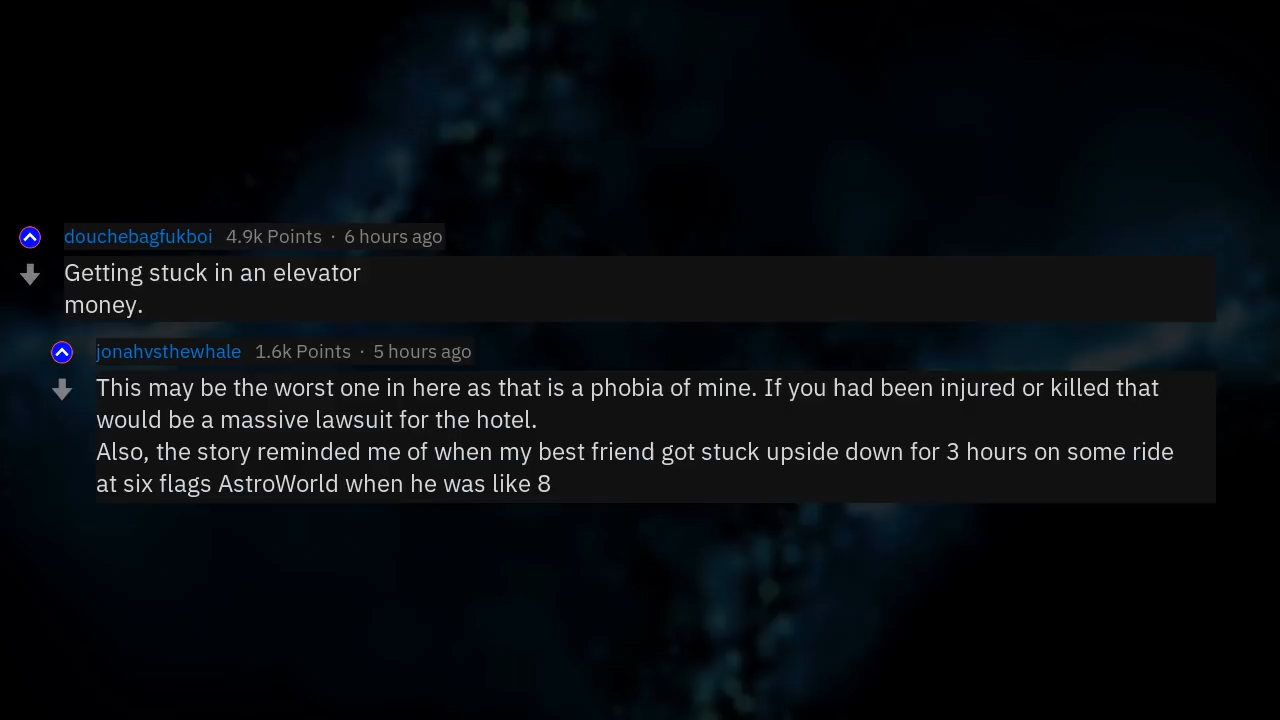 douchebagfukboi 4.9k Points · 6 hours ago
Getting stuck in an elevator
money.
jonahvsthewhale 1.6k Points · 5 hours ago
This may be the worst one in here as that is a phobia of mine. If you had been injured or killed that
would be a massive lawsuit for the hotel.
Also, the story reminded me of when my best friend got stuck upside down for 3 hours on some ride
at six flags AstroWorld when he was like 8